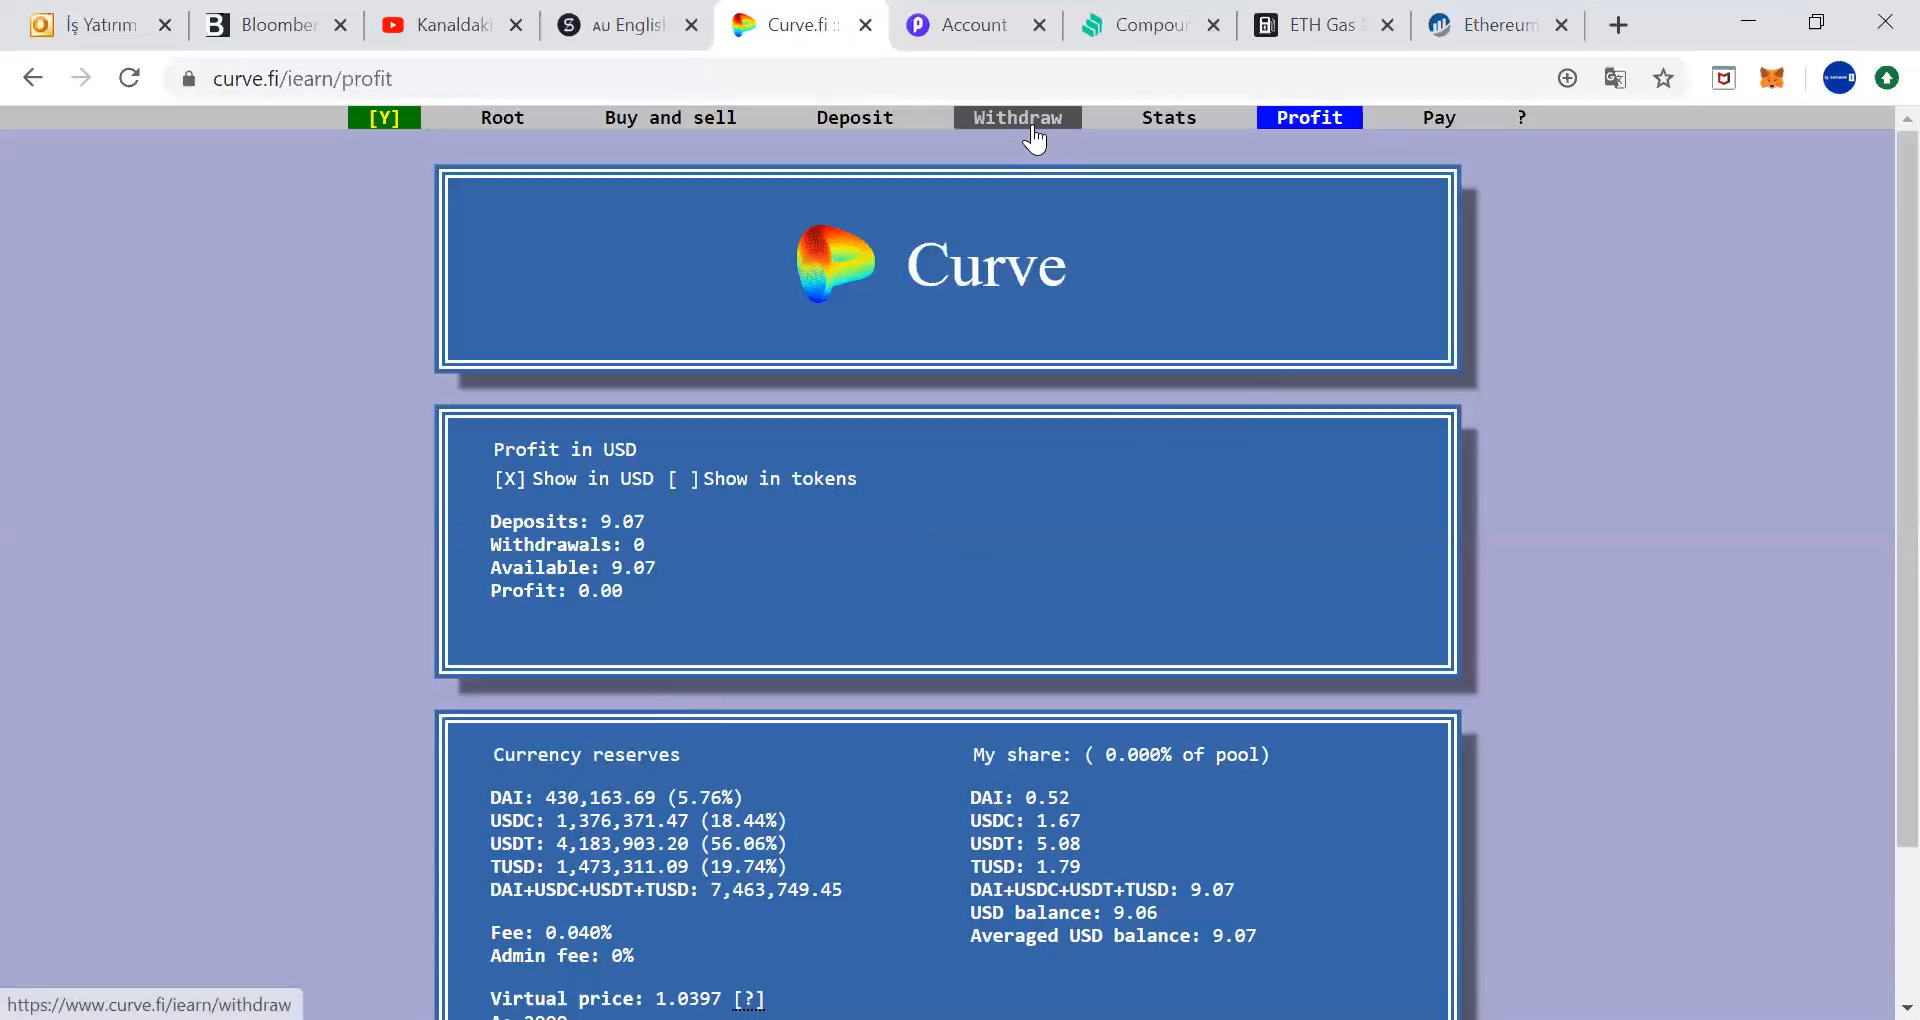 İş Yatırım
Bloomber
Kanaldaki
AU English
Curve.fi ::
Account
Compour
ETH Gas
Ethereum
curve.fi/iearn/profit
[Y] Root Buy and sell Deposit Withdraw Stats Profit Pay ?
Curve
Profit in USD
[X] Show in USD [ ]Show in tokens
Deposits: 9.07
Withdrawals: 0
Available: 9.07
Profit: 0.00
Currency reserves
DAI: 430,163.69 (5.76%)
USDC: 1,376,371.47 (18.44%)
USDT: 4,183,903.20 (56.06%)
TUSD: 1,473,311.09 (19.74%)
DAI+USDC+USDT+TUSD: 7,463,749.45
Fee: 0.040%
Admin fee: 0%
Virtual price: 1.0397 [?]
My share: ( 0.000% of pool)
DAI: 0.52
USDC: 1.67
USDT: 5.08
TUSD: 1.79
DAI+USDC+USDT+TUSD: 9.07
USD balance: 9.06
Averaged USD balance: 9.07
https://www.curve.fi/iearn/withdraw